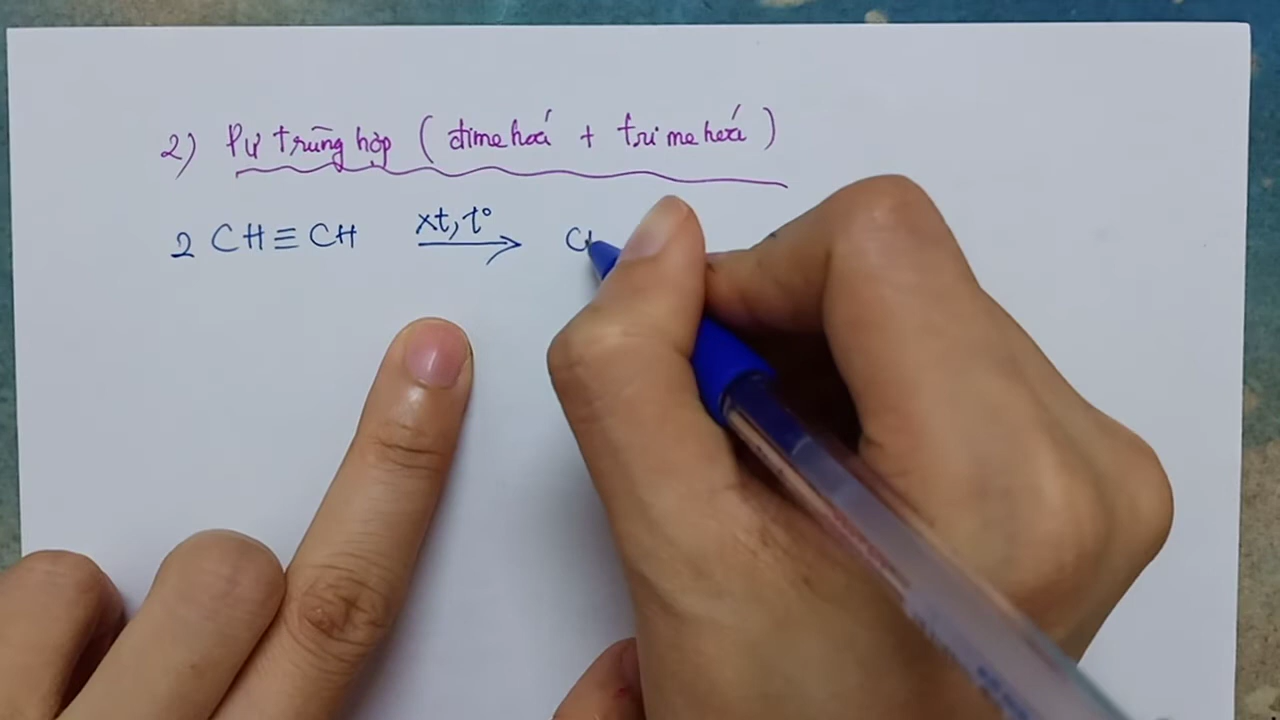 2) Pư trùng hợp ( đime hoá + trime hoá )
2 CH≡CH xt, t° → C